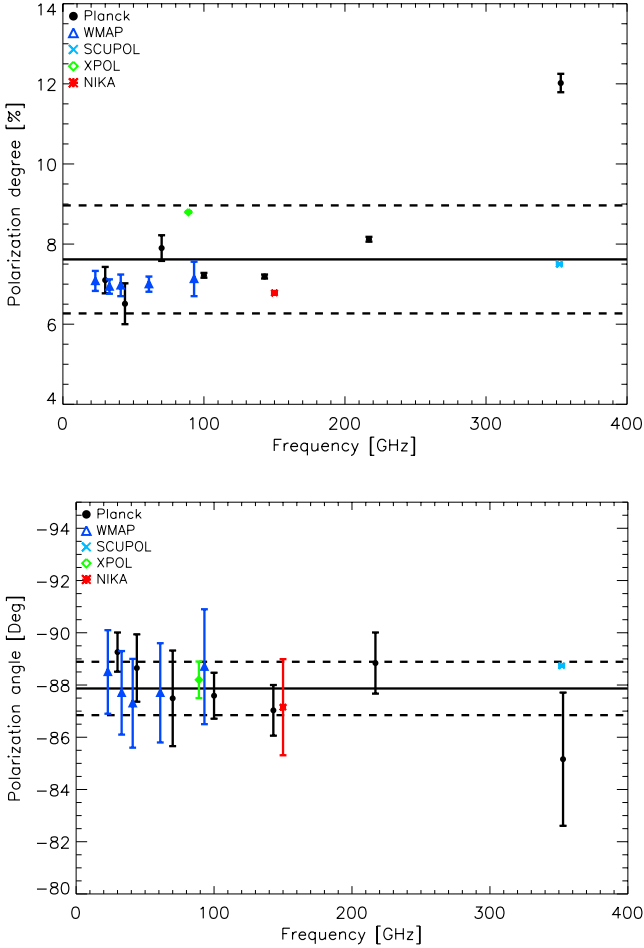 14
12
10
8
6
4
Polarization degree [%]
Planck
WMAP
SCUPOL
XPOL
NIKA
0
100
200
300
400
Frequency [GHz]
-94
-92
-90
-88
-86
-84
-82
-80
Polarization angle [Deg]
Planck
WMAP
SCUPOL
XPOL
NIKA
0
100
200
300
400
Frequency [GHz]